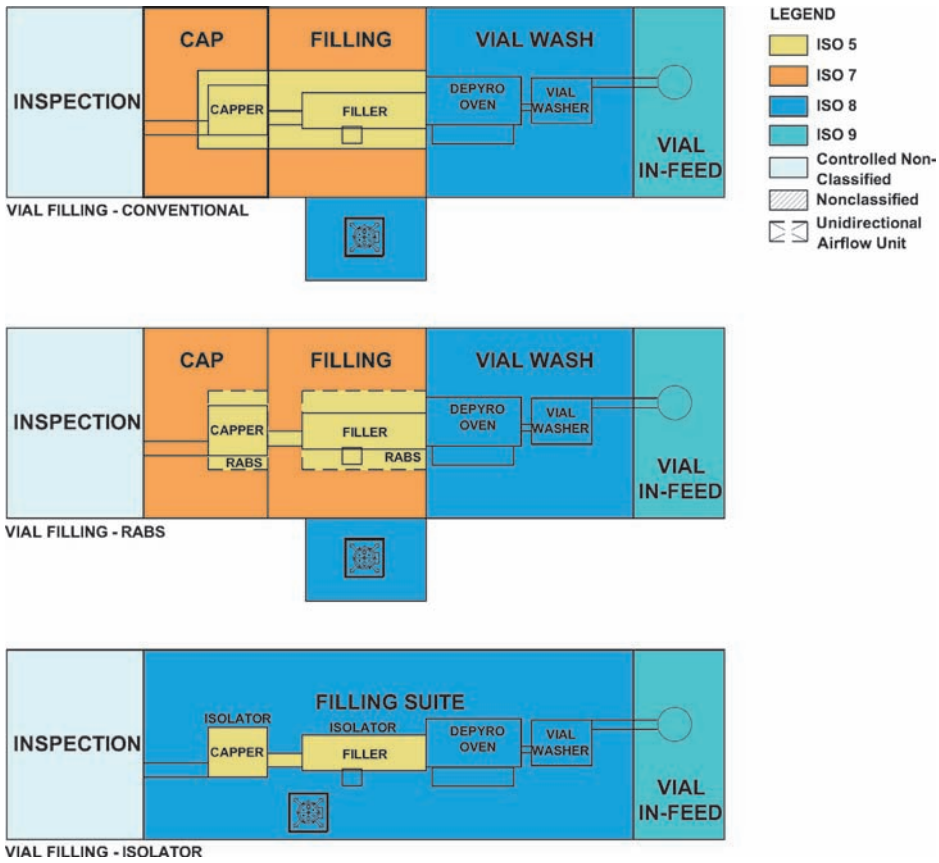 LEGEND
ISO 5
ISO 7
ISO 8
ISO 9
Controlled Non-
Classified
Nonclassified
Unidirectional
Airflow Unit
CAP
FILLING
VIAL WASH
INSPECTION
CAPPER
FILLER
DEPYRO
OVEN
VIAL
WASHER
VIAL
IN-FEED
VIAL FILLING - CONVENTIONAL
CAP
FILLING
VIAL WASH
INSPECTION
CAPPER
FILLER
DEPYRO
OVEN
VIAL
WASHER
RABS
RABS
VIAL
IN-FEED
VIAL FILLING - RABS
FILLING SUITE
ISOLATOR
ISOLATOR
INSPECTION
CAPPER
FILLER
DEPYRO
OVEN
VIAL
WASHER
VIAL
IN-FEED
VIAL FILLING - ISOLATOR